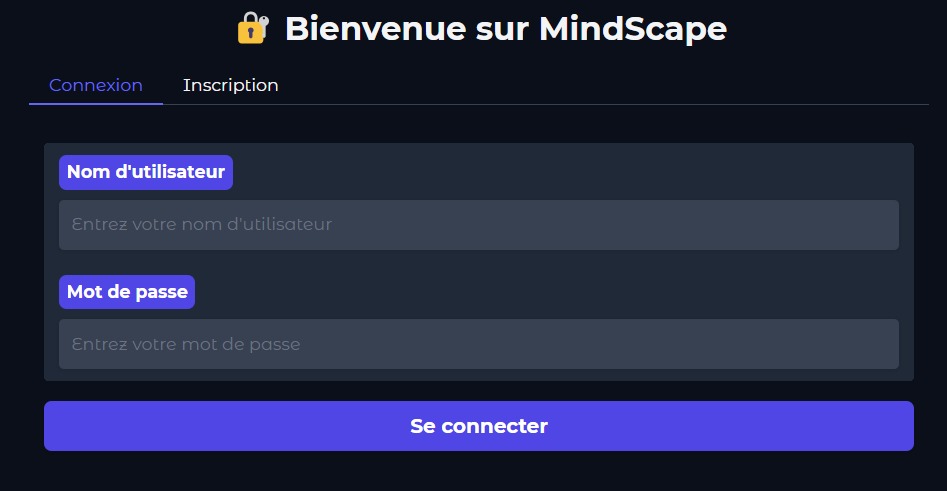 Bienvenue sur MindScape
Connexion Inscription
Nom d'utilisateur
Entrez votre nom d'utilisateur
Mot de passe
Entrez votre mot de passe
Se connecter